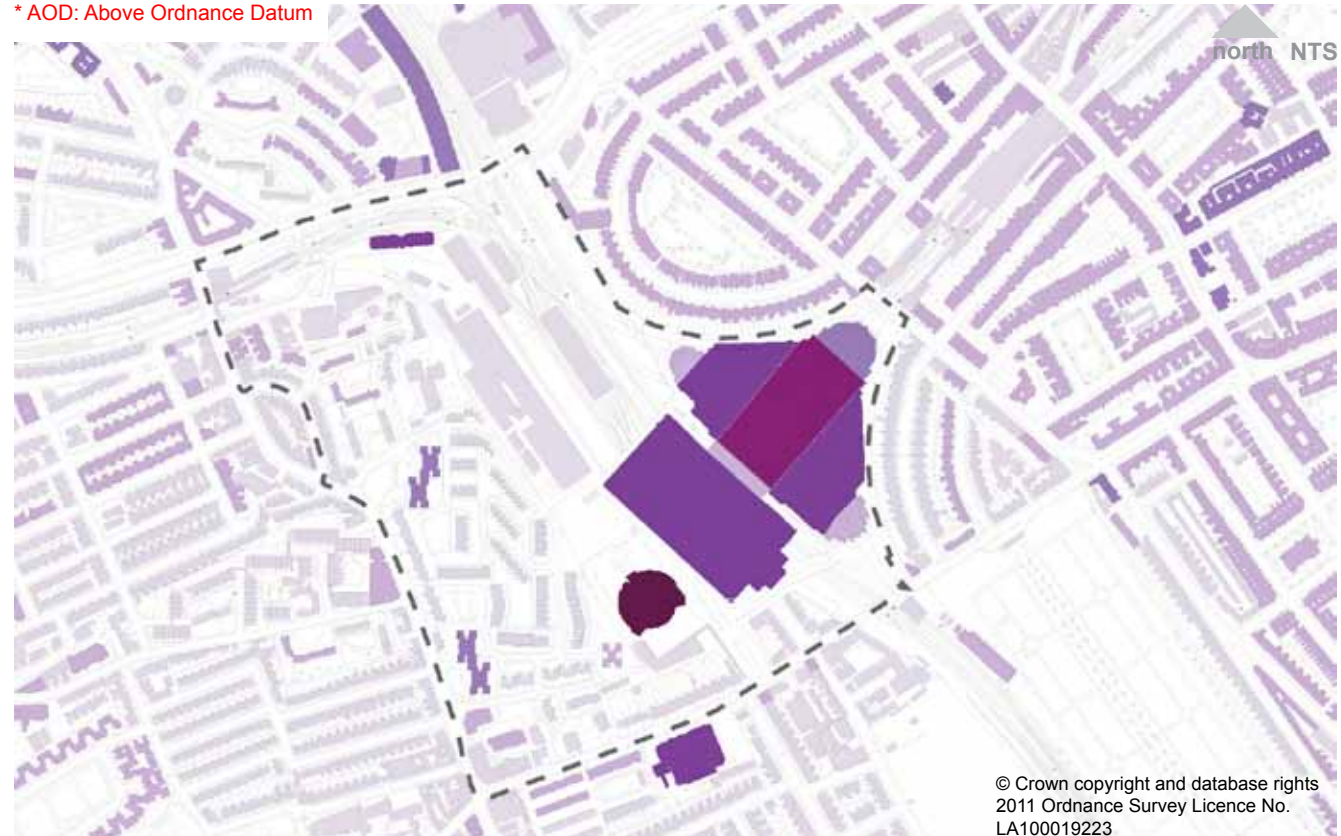 * AOD: Above Ordnance Datum
north NTS
© Crown copyright and database rights
2011 Ordnance Survey Licence No.
LA100019223